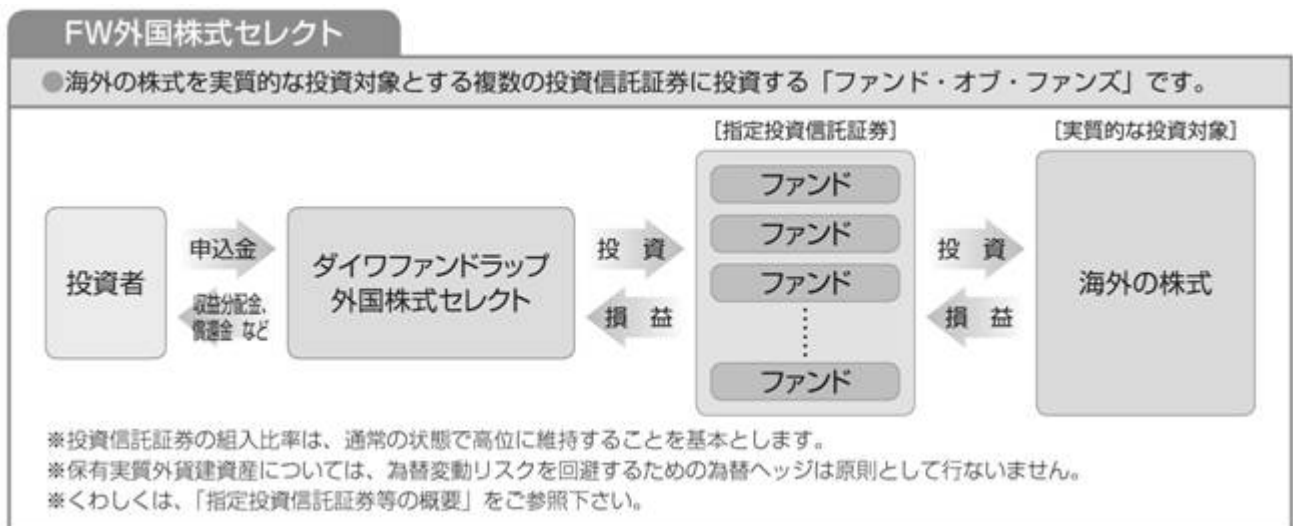 FW外国株式セレクト
●海外の株式を実質的な投資対象とする複数の投資信託証券に投資する「ファンド・オブ・ファンズ」です。
［指定投資信託証券］
［実質的な投資対象］
投資者
申込金
収益分配金、
償還金 など
ダイワファンドラップ
外国株式セレクト
投 資
損 益
ファンド
ファンド
ファンド
ファンド
投 資
損 益
海外の株式
※投資信託証券の組入比率は、通常の状態で高位に維持することを基本とします。
※保有実質外貨建資産については、為替変動リスクを回避するための為替ヘッジは原則として行ないません。
※くわしくは、「指定投資信託証券等の概要」をご参照下さい。